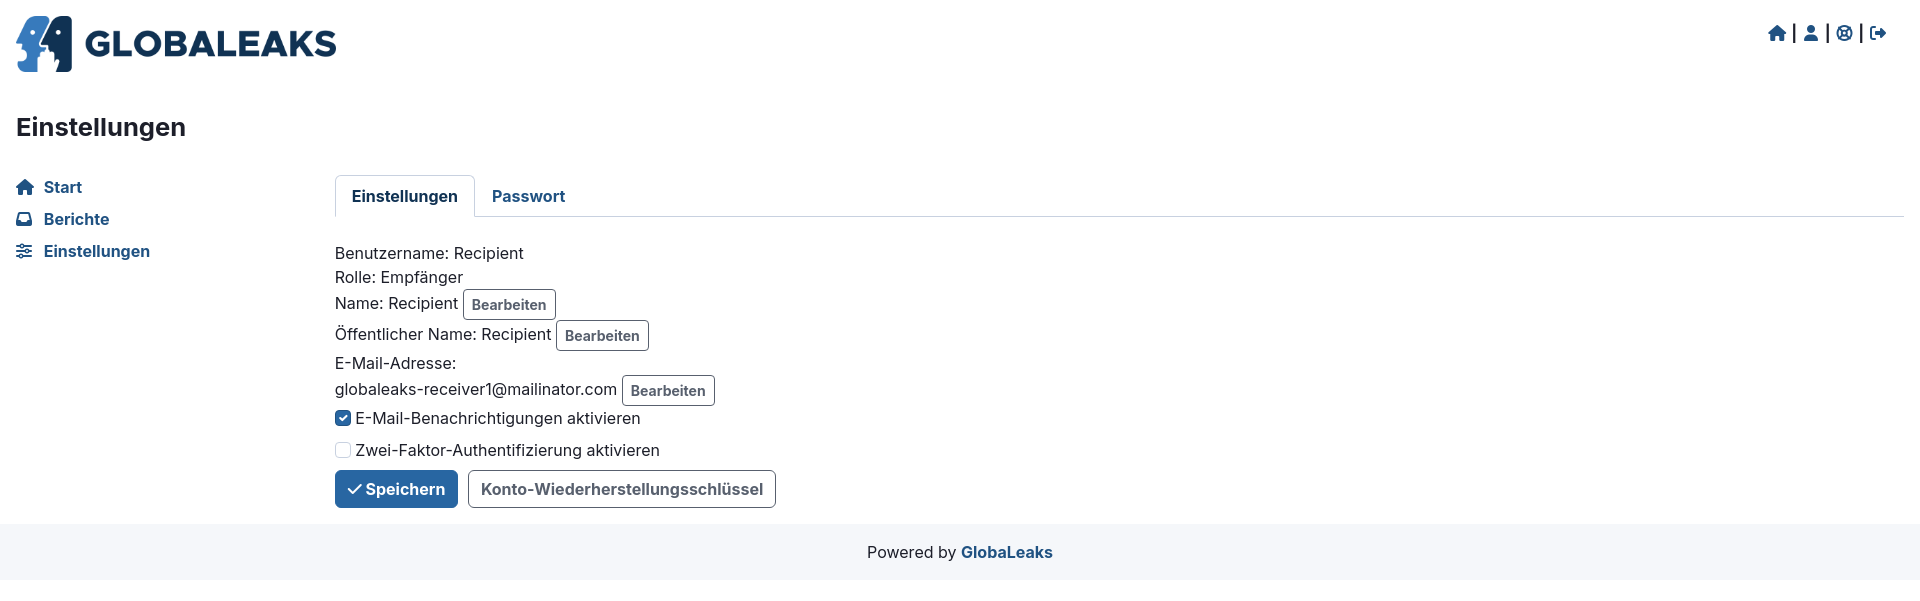 GLOBALEAKS
Einstellungen
Start
Berichte
Einstellungen
Einstellungen Passwort
Benutzername: Recipient
Rolle: Empfänger
Name: Recipient Bearbeiten
Öffentlicher Name: Recipient Bearbeiten
E-Mail-Adresse:
globaleaks-receiver1@mailinator.com Bearbeiten
E-Mail-Benachrichtigungen aktivieren
Zwei-Faktor-Authentifizierung aktivieren
Speichern Konto-Wiederherstellungsschlüssel
Powered by GlobaLeaks